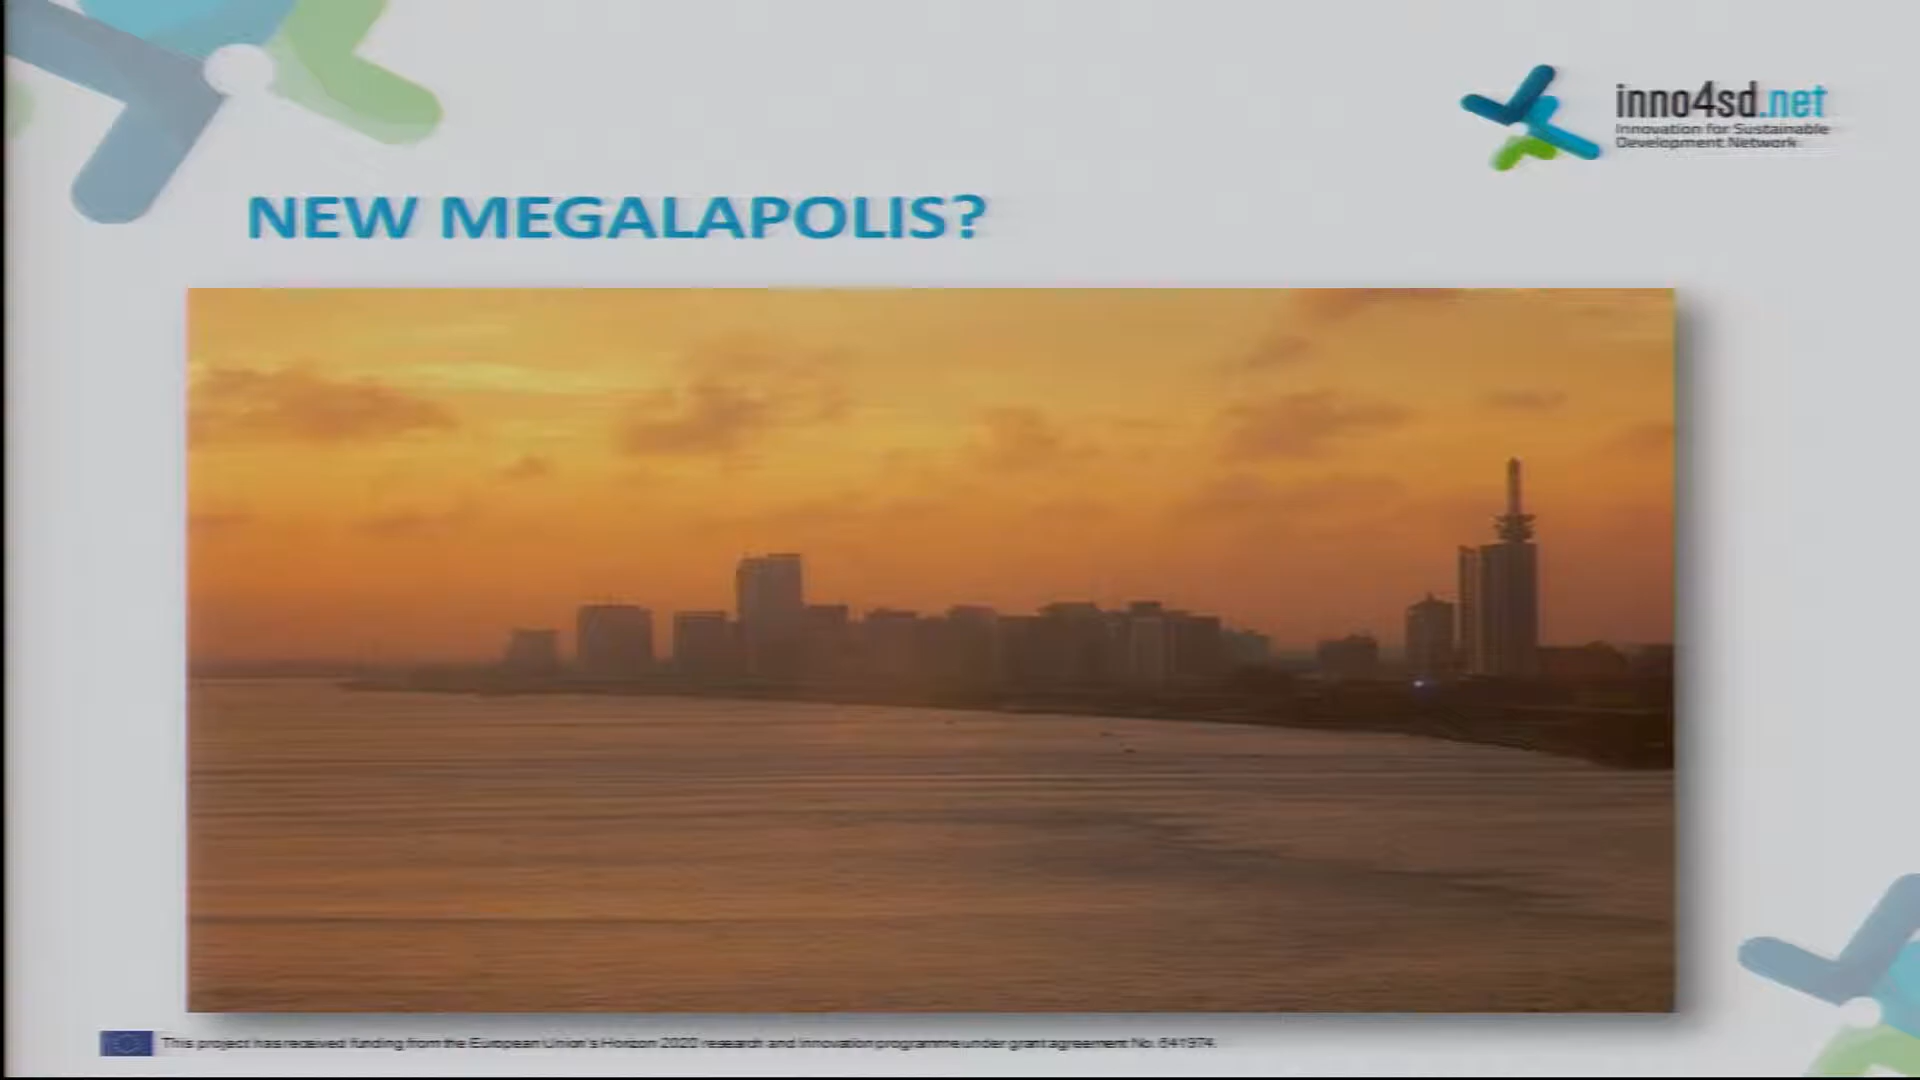 inno4sd.net
Innovation for Sustainable
Development Network
NEW MEGALAPOLIS?
This project has received funding from the European Union's Horizon 2020 research and innovation programme under grant agreement No. 641974.